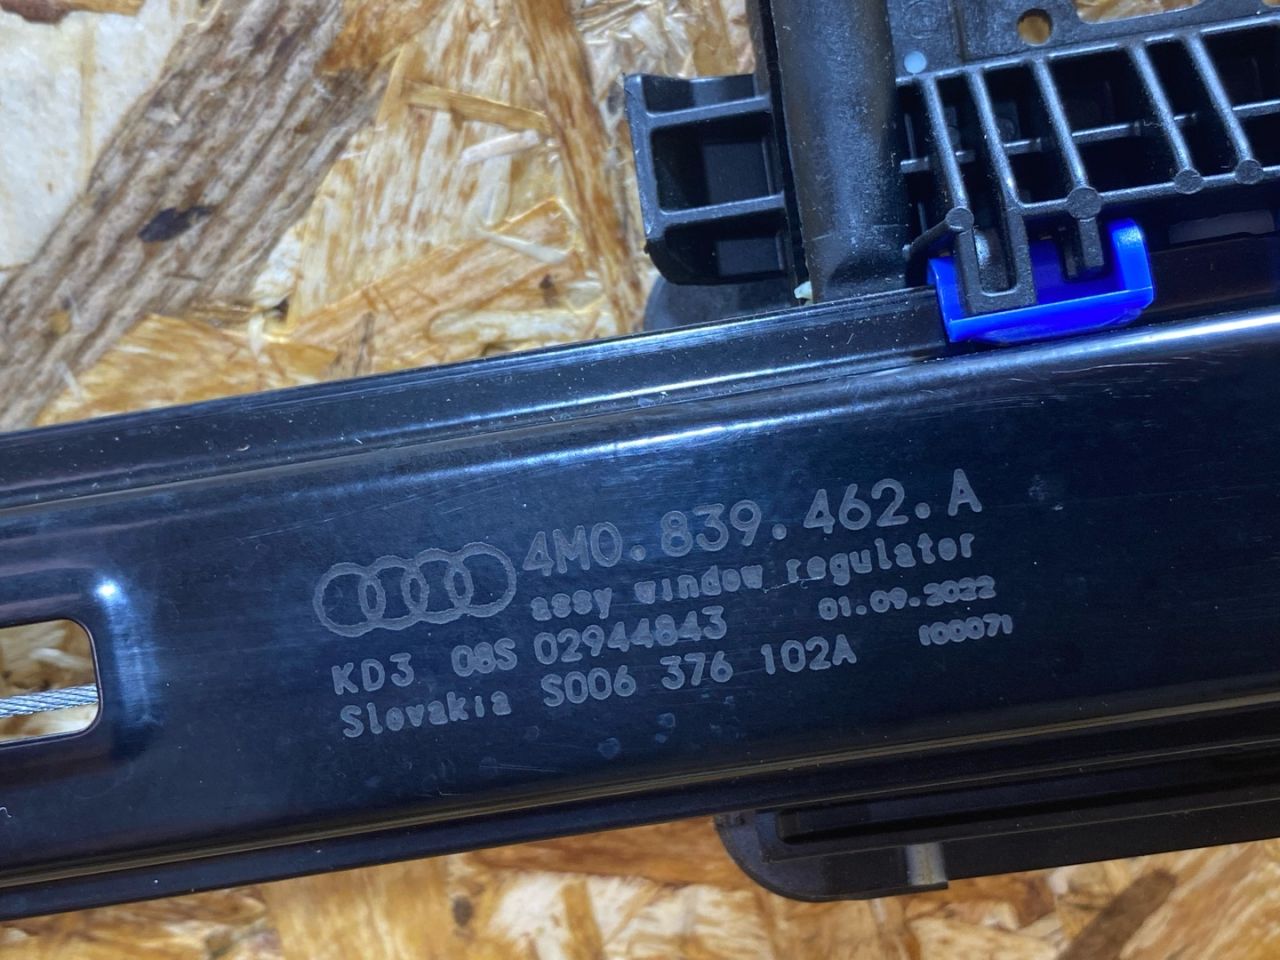 4M0.839.462.A
assy window regulator
KD3 08S 02944843 01.09.2022
Slovakia S006 376 102A 100071